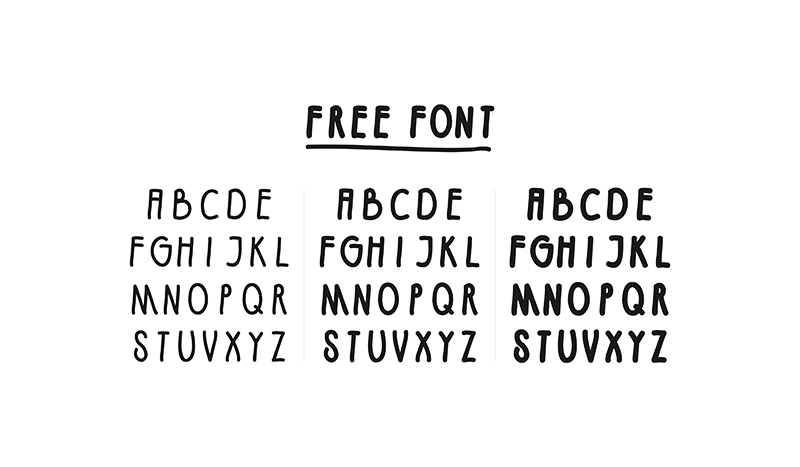 FREE FONT
ABCDE
FGHIJKL
MNOPQR
STUVXYZ
ABCDE
FGHIJKL
MNOPQR
STUVXYZ
ABCDE
FGHIJKL
MNOPQR
STUVXYZ